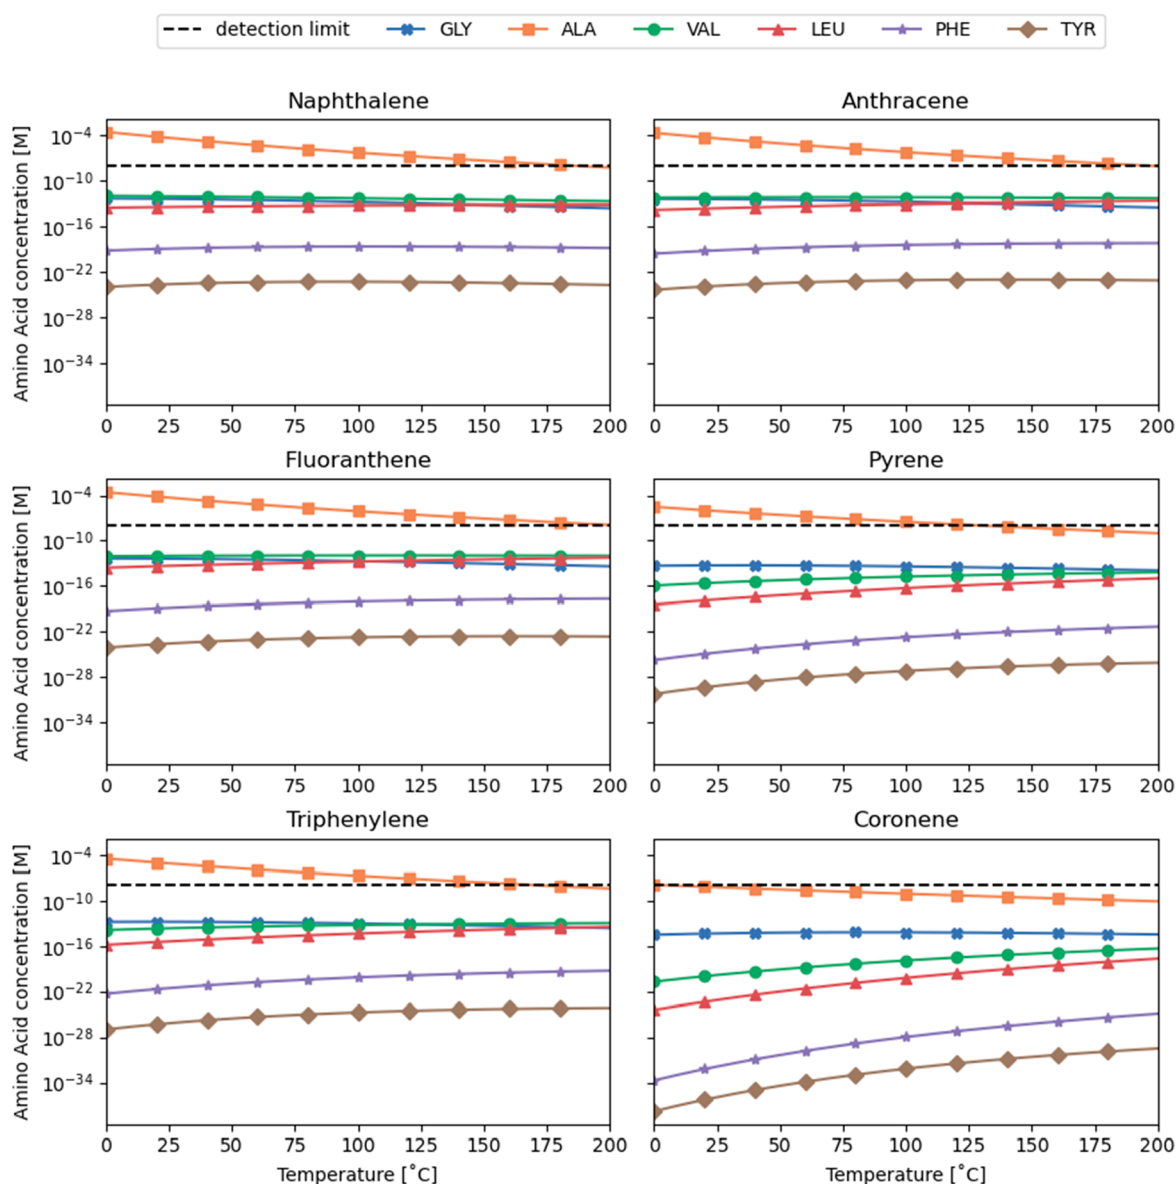 detection limit GLY ALA VAL LEU PHE TYR
Naphthalene
Amino Acid concentration [M]
10⁻⁴
10⁻¹⁰
10⁻¹⁶
10⁻²²
10⁻²⁸
10⁻³⁴
0 25 50 75 100 125 150 175 200
Anthracene
0 25 50 75 100 125 150 175 200
Fluoranthene
Amino Acid concentration [M]
10⁻⁴
10⁻¹⁰
10⁻¹⁶
10⁻²²
10⁻²⁸
10⁻³⁴
0 25 50 75 100 125 150 175 200
Pyrene
0 25 50 75 100 125 150 175 200
Triphenylene
Amino Acid concentration [M]
10⁻⁴
10⁻¹⁰
10⁻¹⁶
10⁻²²
10⁻²⁸
10⁻³⁴
0 25 50 75 100 125 150 175 200
Temperature [˚C]
Coronene
0 25 50 75 100 125 150 175 200
Temperature [˚C]